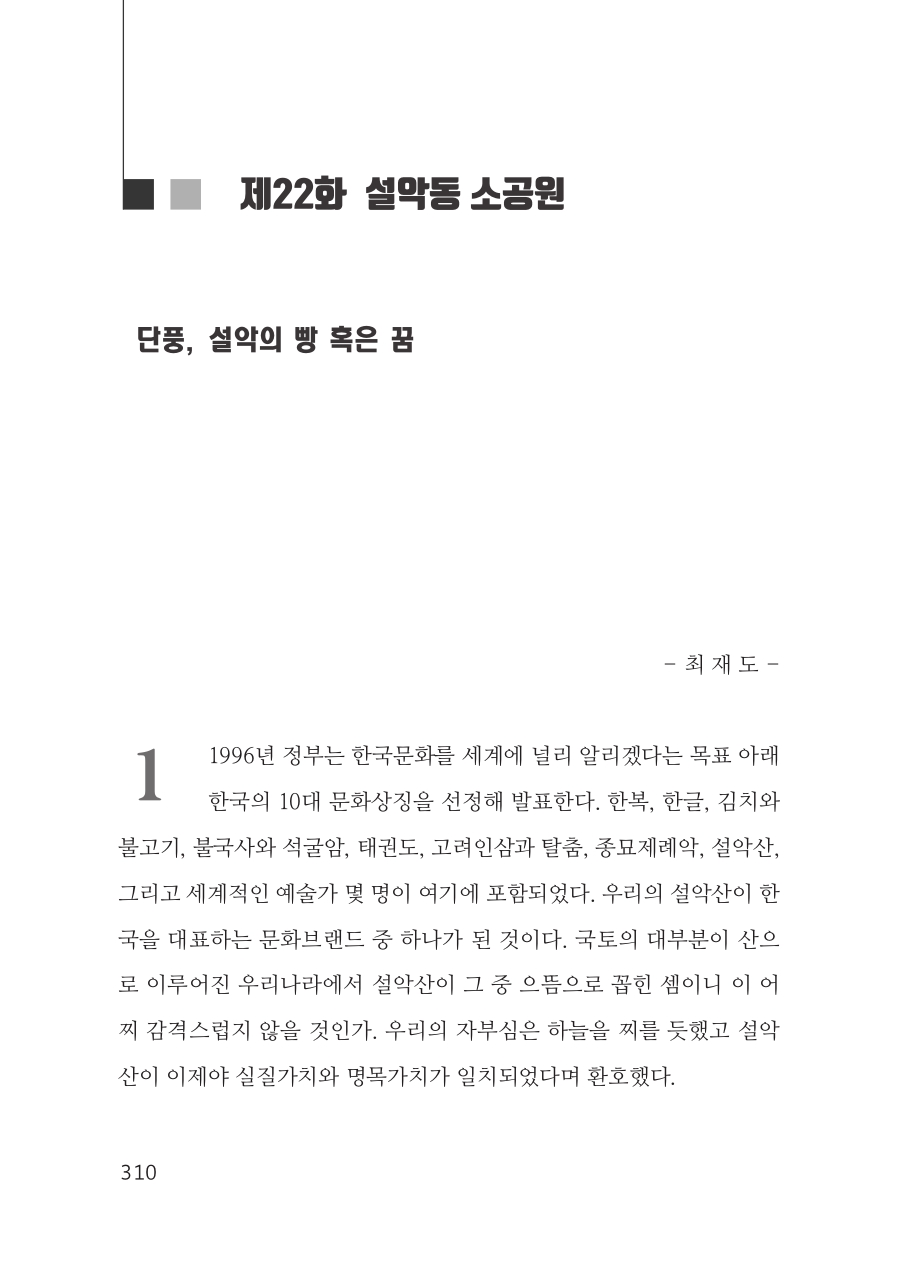 제22화 설악동 소공원
단풍, 설악의 빵 혹은 꿈
- 최 재 도 -
1
1996년 정부는 한국문화를 세계에 널리 알리겠다는 목표 아래
한국의 10대 문화상징을 선정해 발표한다. 한복, 한글, 김치와
불고기, 불국사와 석굴암, 태권도, 고려인삼과 탈춤, 종묘제례악, 설악산,
그리고 세계적인 예술가 몇 명이 여기에 포함되었다. 우리의 설악산이 한
국을 대표하는 문화브랜드 중 하나가 된 것이다. 국토의 대부분이 산으
로 이루어진 우리나라에서 설악산이 그 중 으뜸으로 꼽힌 셈이니 이 어
찌 감격스럽지 않을 것인가. 우리의 자부심은 하늘을 찌를 듯했고 설악
산이 이제야 실질가치와 명목가치가 일치되었다며 환호했다.
310